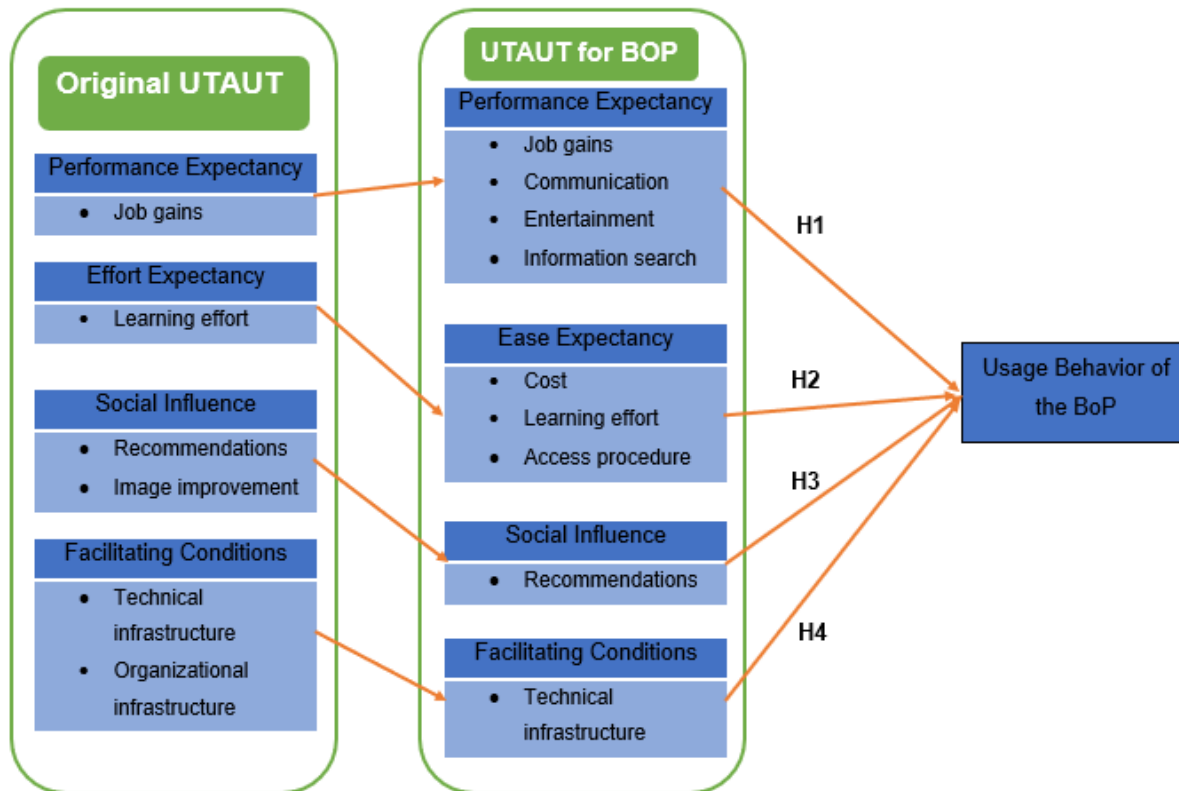 Original UTAUT
Performance Expectancy
• Job gains
Effort Expectancy
• Learning effort
Social Influence
• Recommendations
• Image improvement
Facilitating Conditions
• Technical
infrastructure
• Organizational
infrastructure
UTAUT for BOP
Performance Expectancy
• Job gains
• Communication
• Entertainment
• Information search
Ease Expectancy
• Cost
• Learning effort
• Access procedure
Social Influence
• Recommendations
Facilitating Conditions
• Technical
infrastructure
H1
H2
H3
H4
Usage Behavior of
the BoP